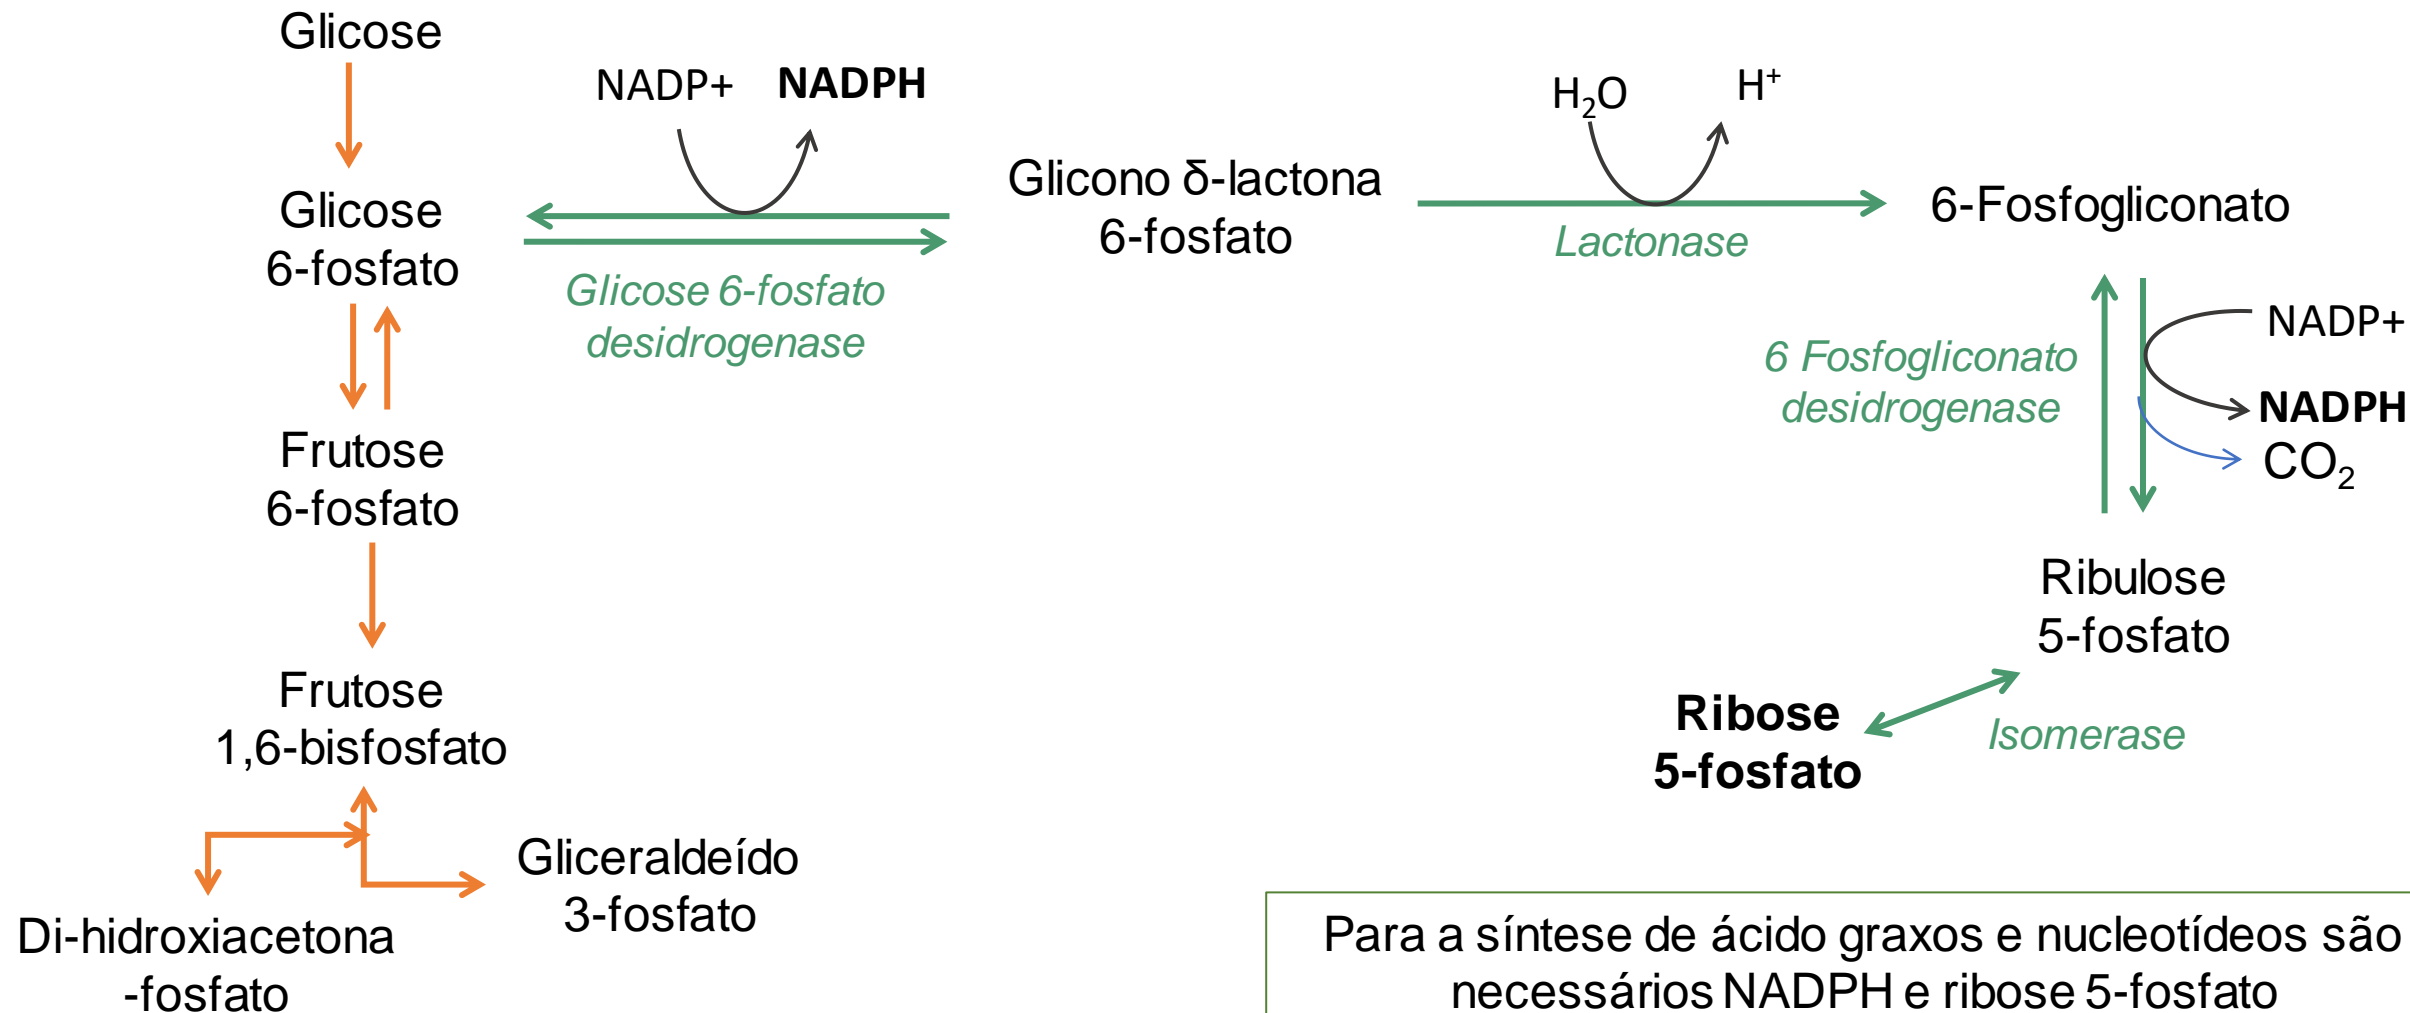 Glicose
NADP+ NADPH
H₂O H⁺
Glicose
6-fosfato
Glicono δ-lactona
6-fosfato
6-Fosfogliconato
Glicose 6-fosfato
desidrogenase
Lactonase
6 Fosfogliconato
desidrogenase
NADP+
NADPH
CO₂
Frutose
6-fosfato
Ribulose
5-fosfato
Frutose
1,6-bisfosfato
Ribose
5-fosfato
Isomerase
Gliceraldeído
3-fosfato
Di-hidroxiacetona
-fosfato
Para a síntese de ácido graxos e nucleotídeos são
necessários NADPH e ribose 5-fosfato